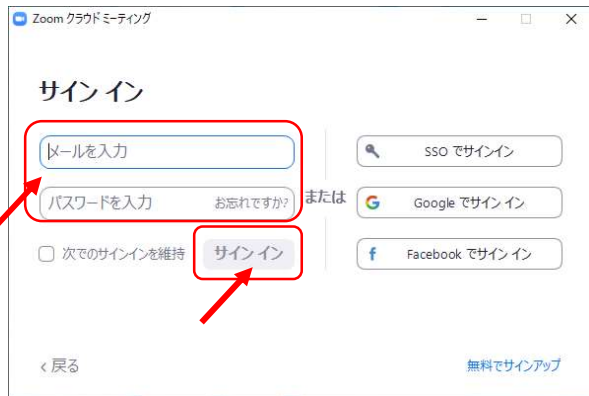 Zoom クラウドミーティング
サイン イン
メールを入力
パスワードを入力 お忘れですか?
次でのサインインを維持 サイン イン
または
SSO でサインイン
Google でサイン イン
Facebook でサイン イン
< 戻る
無料でサインアップ